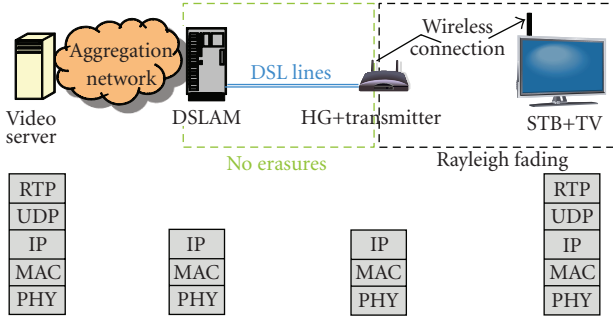 Wireless
connection
Aggregation
network
DSL lines
Video
server
DSLAM
HG+transmitter
STB+TV
No erasures
Rayleigh fading
RTP
UDP
IP
MAC
PHY
IP
MAC
PHY
IP
MAC
PHY
RTP
UDP
IP
MAC
PHY